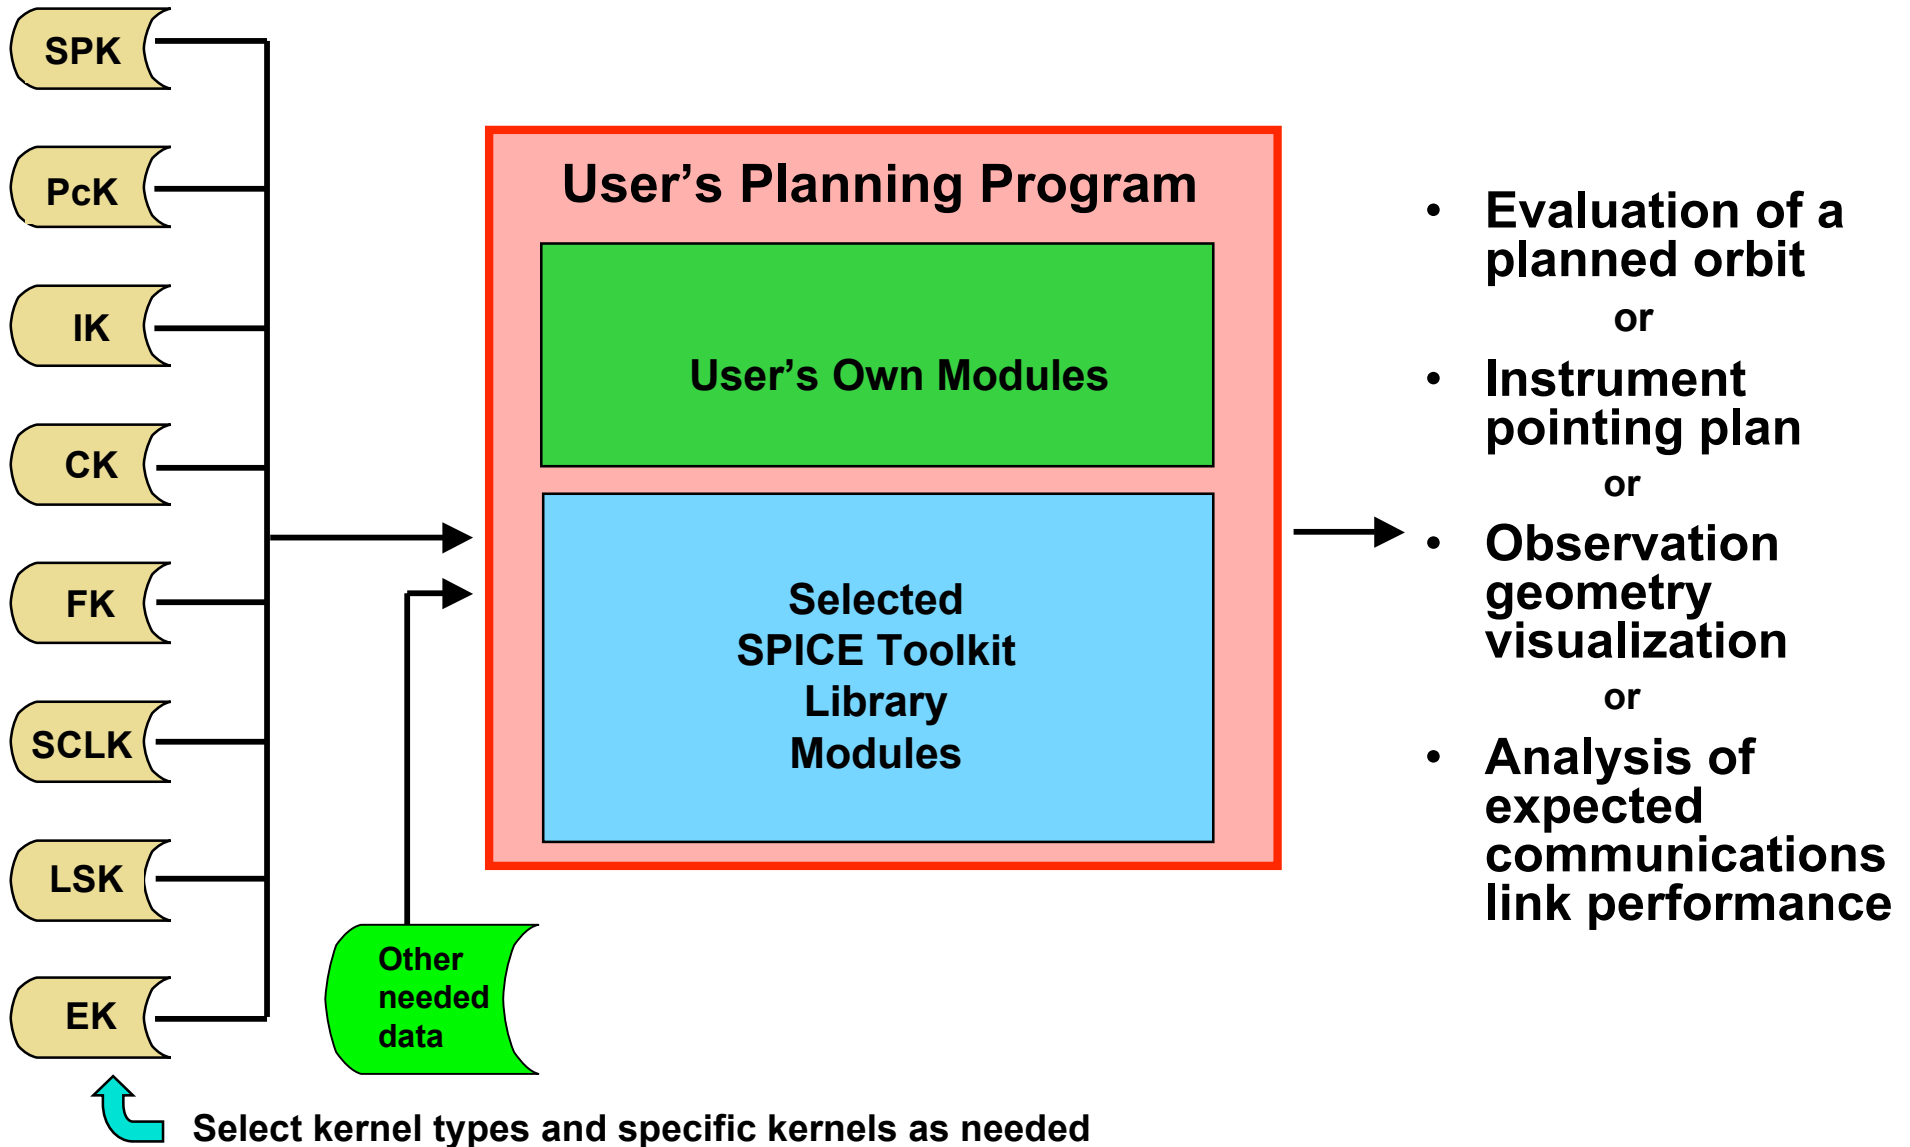 SPK
PcK
IK
CK
FK
SCLK
LSK
EK
Select kernel types and specific kernels as needed
Other
needed
data
User’s Planning Program
User’s Own Modules
Selected
SPICE Toolkit
Library
Modules
• Evaluation of a
planned orbit
or
• Instrument
pointing plan
or
• Observation
geometry
visualization
or
• Analysis of
expected
communications
link performance